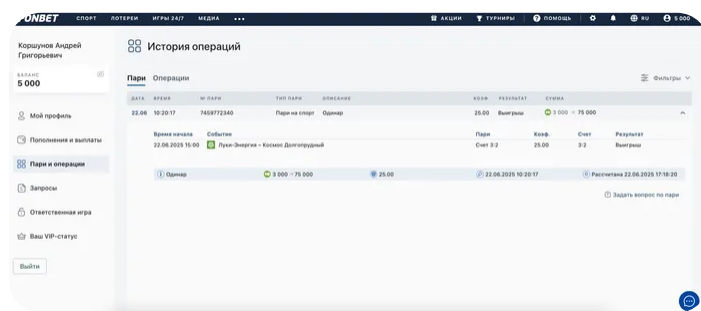 FONBET СПОРТ ЛОТЕРЕИ ИГРЫ 24/7 МЕДИА ••• АКЦИИ ТУРНИРЫ ПОМОЩЬ RU 5 000
Коршунов Андрей
Григорьевич
БАЛАНС
5 000
Мой профиль
Пополнения и выплаты
Пари и операции
Запросы
Ответственная игра
Ваш VIP-статус
Выйти
История операций
Пари Операции Фильтры
ДАТА ВРЕМЯ № ПАРИ ТИП ПАРИ ОПИСАНИЕ КОЭФ РЕЗУЛЬТАТ СУММА
22.06 10:20:17 7459772340 Пари на спорт Одинар 25.00 Выигрыш 3 000 → 75 000
Время начала Событие Пари Коэф. Счет Результат
22.06.2025 15:00 Луки-Энергия – Космос Долгопрудный Счет 3:2 25.00 3:2 Выигрыш
Одинар 3 000 → 75 000 25.00 22.06.2025 10:20:17 Рассчитана 22.06.2025 17:18:20
Задать вопрос по пари